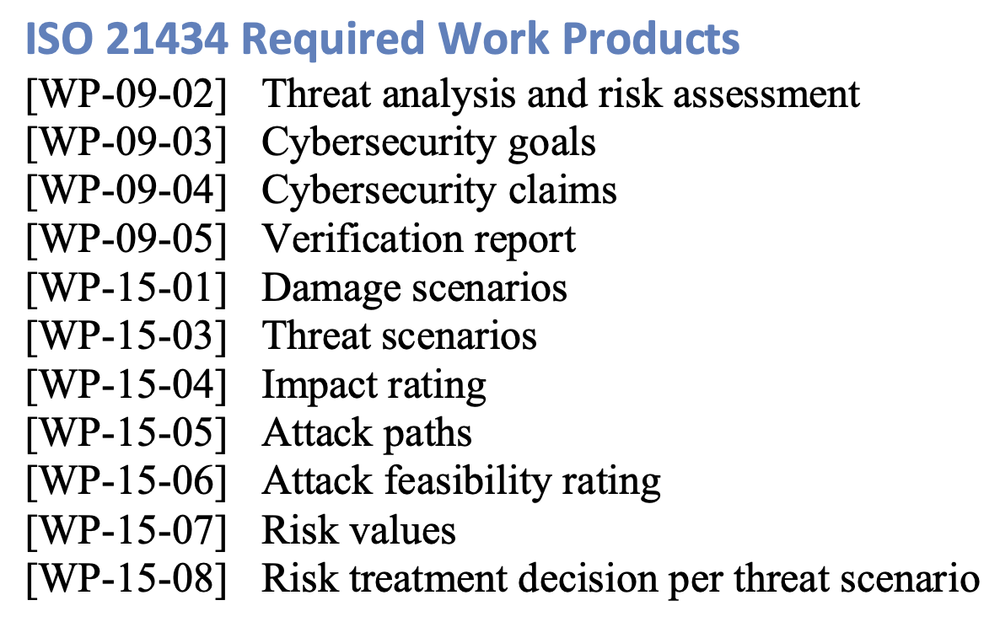 ISO 21434 Required Work Products
[WP-09-02] Threat analysis and risk assessment
[WP-09-03] Cybersecurity goals
[WP-09-04] Cybersecurity claims
[WP-09-05] Verification report
[WP-15-01] Damage scenarios
[WP-15-03] Threat scenarios
[WP-15-04] Impact rating
[WP-15-05] Attack paths
[WP-15-06] Attack feasibility rating
[WP-15-07] Risk values
[WP-15-08] Risk treatment decision per threat scenario